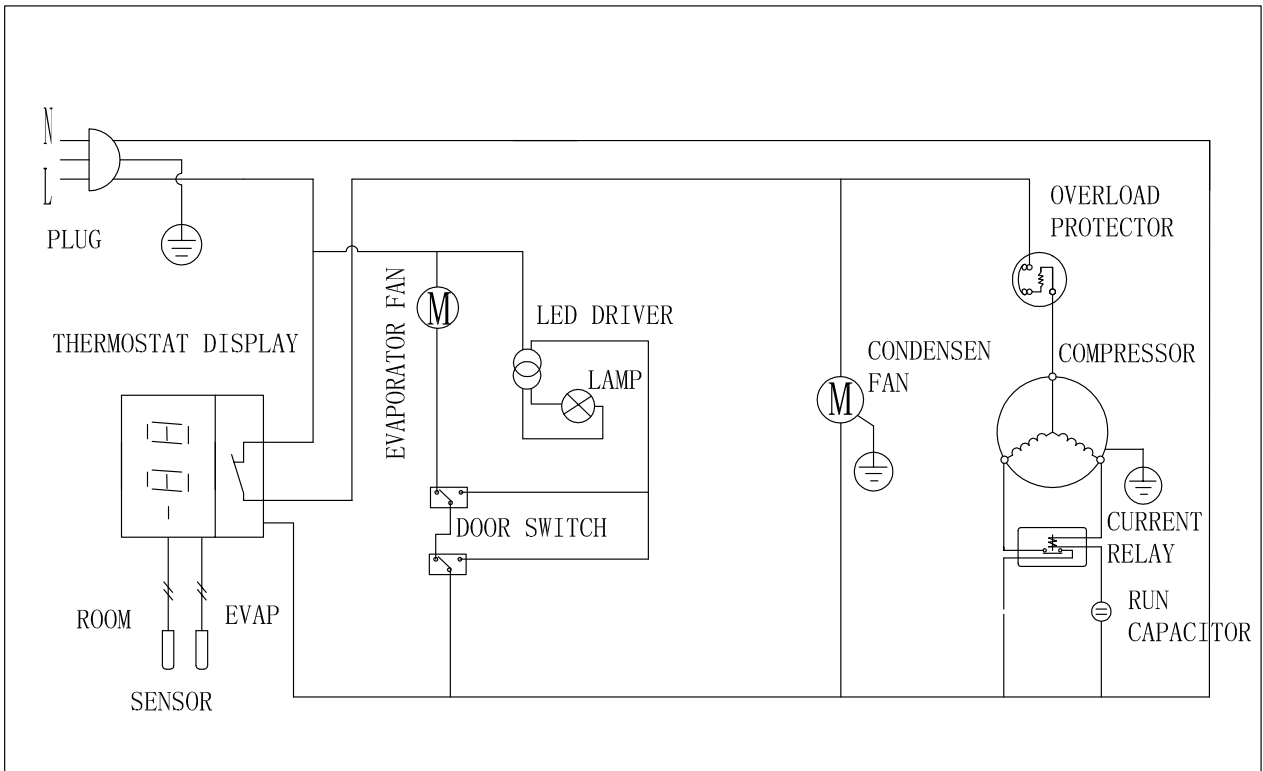 N
L
PLUG
OVERLOAD
PROTECTOR
EVAPORATOR FAN
M
LED DRIVER
THERMOSTAT DISPLAY
LAMP
CONDENSEN
FAN
M
COMPRESSOR
DOOR SWITCH
CURRENT
RELAY
ROOM
EVAP
RUN
CAPACITOR
SENSOR